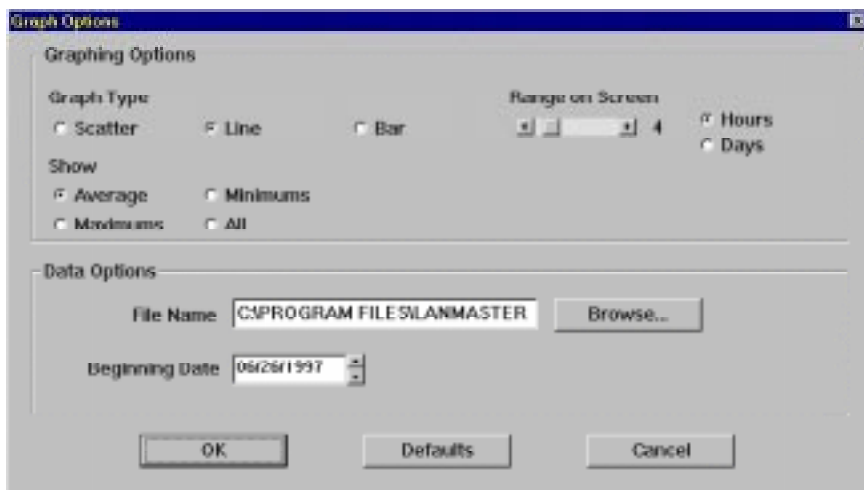 Graph Options
Graphing Options
Graph Type
Range on Screen
Scatter Line Bar 4 Hours
Days
Show
Average Minimums
Maximums All
Data Options
File Name C:\PROGRAM FILES\LANMASTER Browse...
Beginning Date 06/26/1997
OK Defaults Cancel